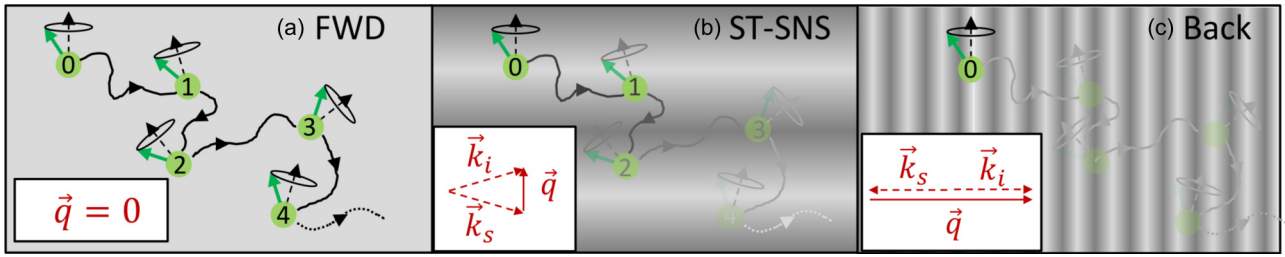 (a) FWD
0
1
2
3
4
q⃗ = 0
(b) ST-SNS
0
1
2
3
4
k⃗ᵢ
q⃗
k⃗ₛ
(c) Back
0
k⃗ₛ k⃗ᵢ
q⃗